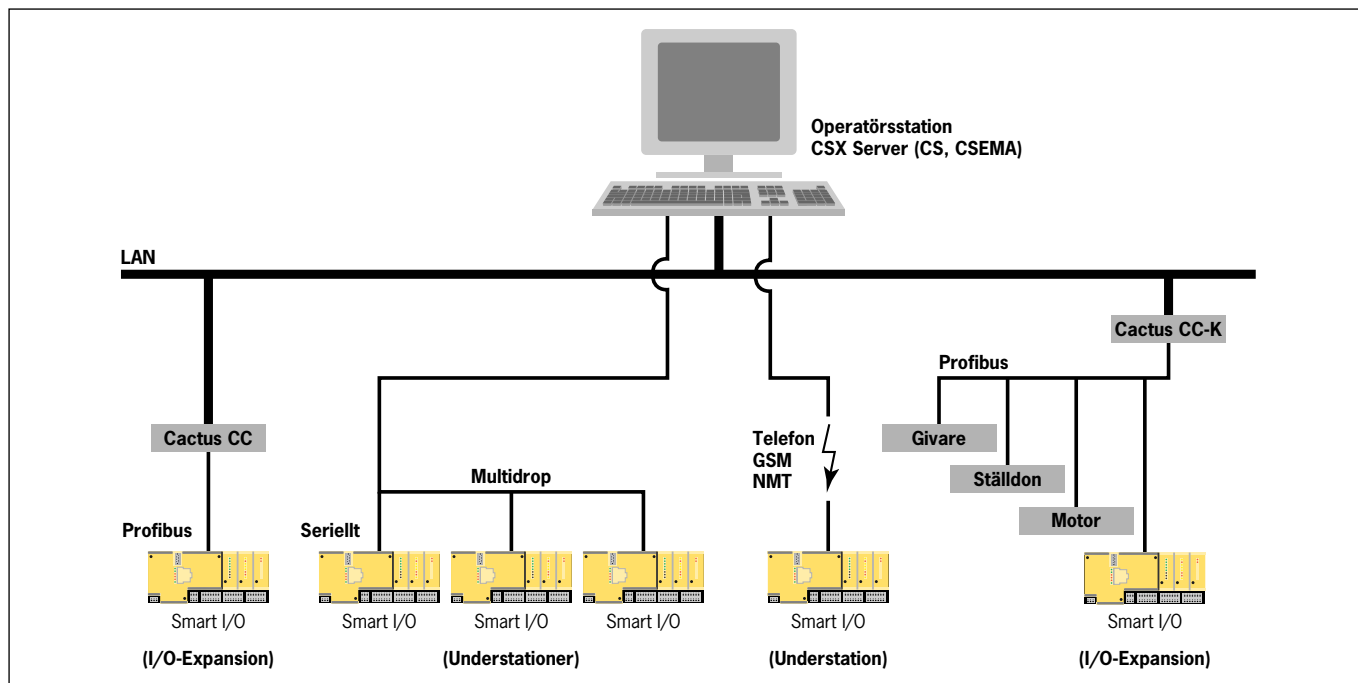 Operatörsstation
CSX Server (CS, CSEMA)
LAN
Cactus CC-K
Profibus
Cactus CC
Givare
Telefon
GSM
NMT
Ställdon
Multidrop
Motor
Profibus
Seriellt
Smart I/O
Smart I/O
Smart I/O
Smart I/O
Smart I/O
Smart I/O
(I/O-Expansion)
(Understationer)
(Understation)
(I/O-Expansion)